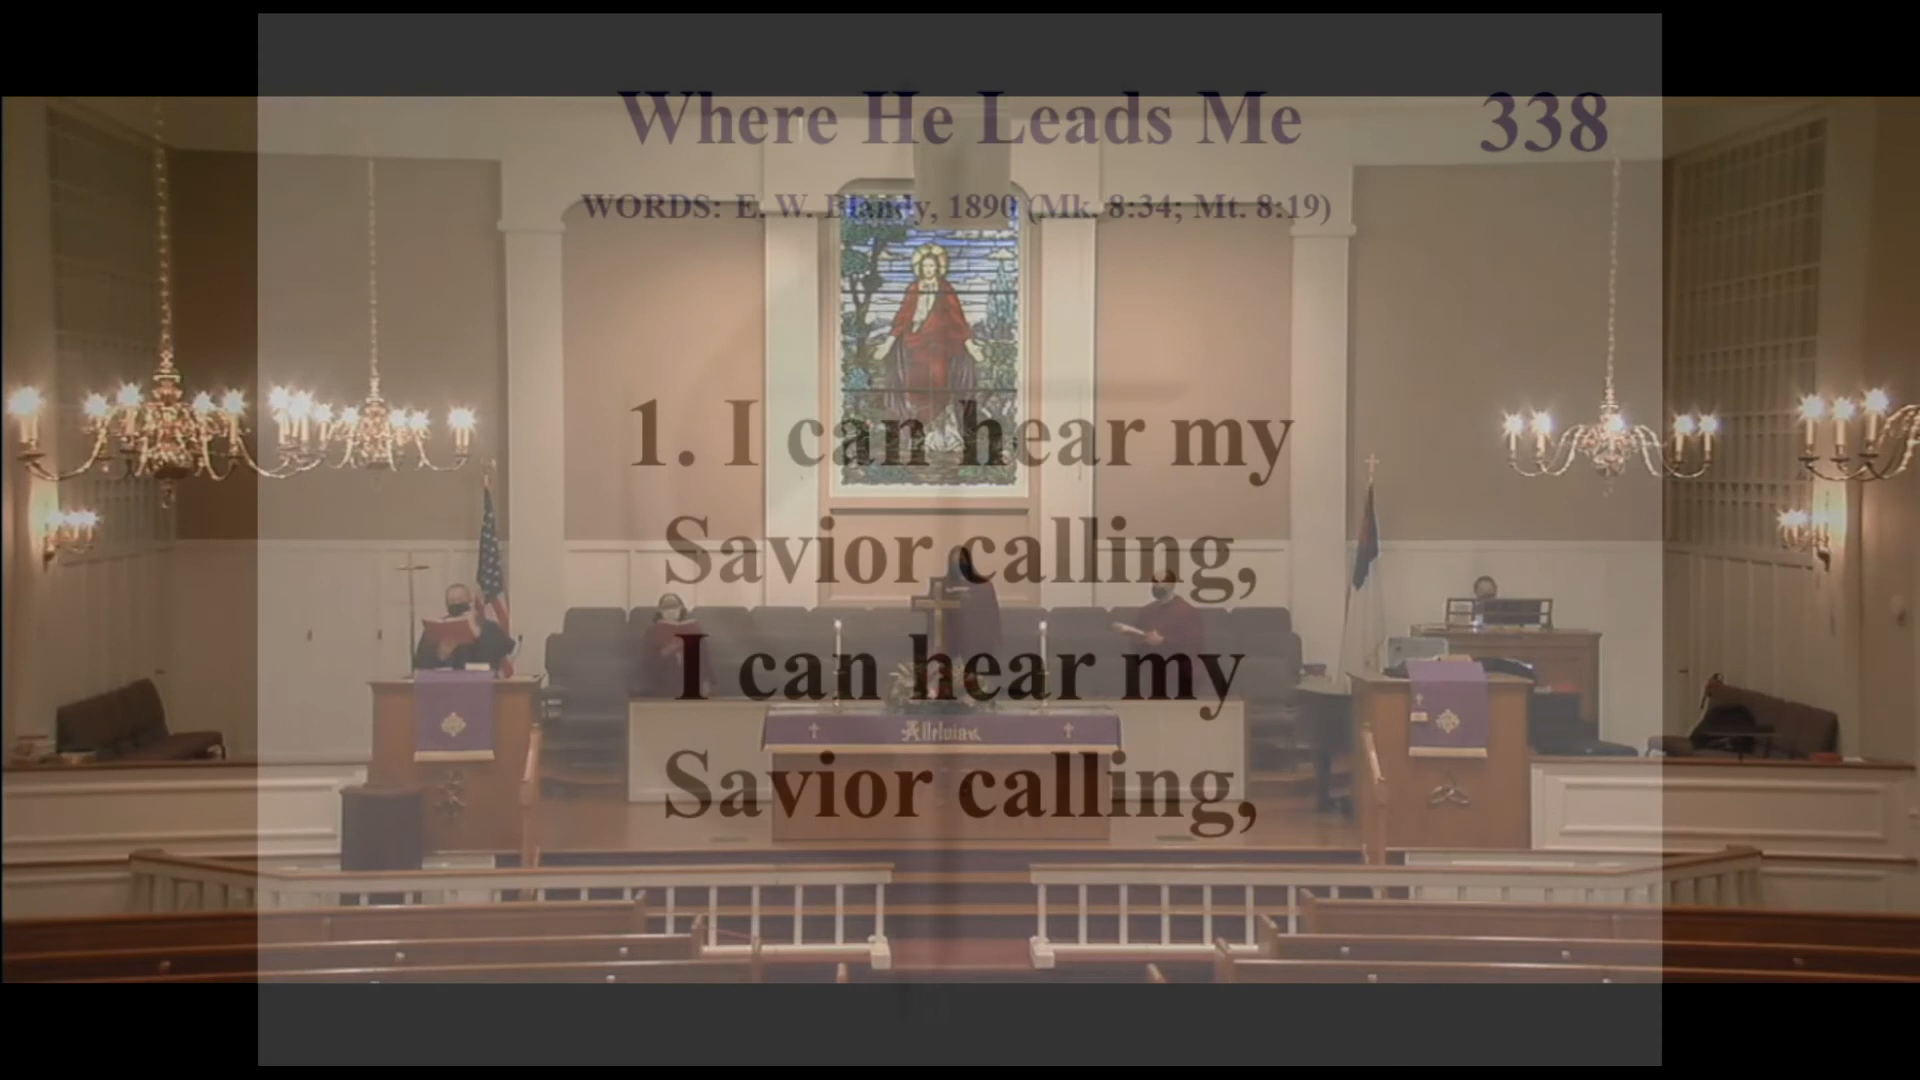 Where He Leads Me
338
WORDS: E. W. Blandy, 1890 (Mk. 8:34; Mt. 8:19)
1. I can hear my
Savior calling,
I can hear my
Savior calling,
Alleluia